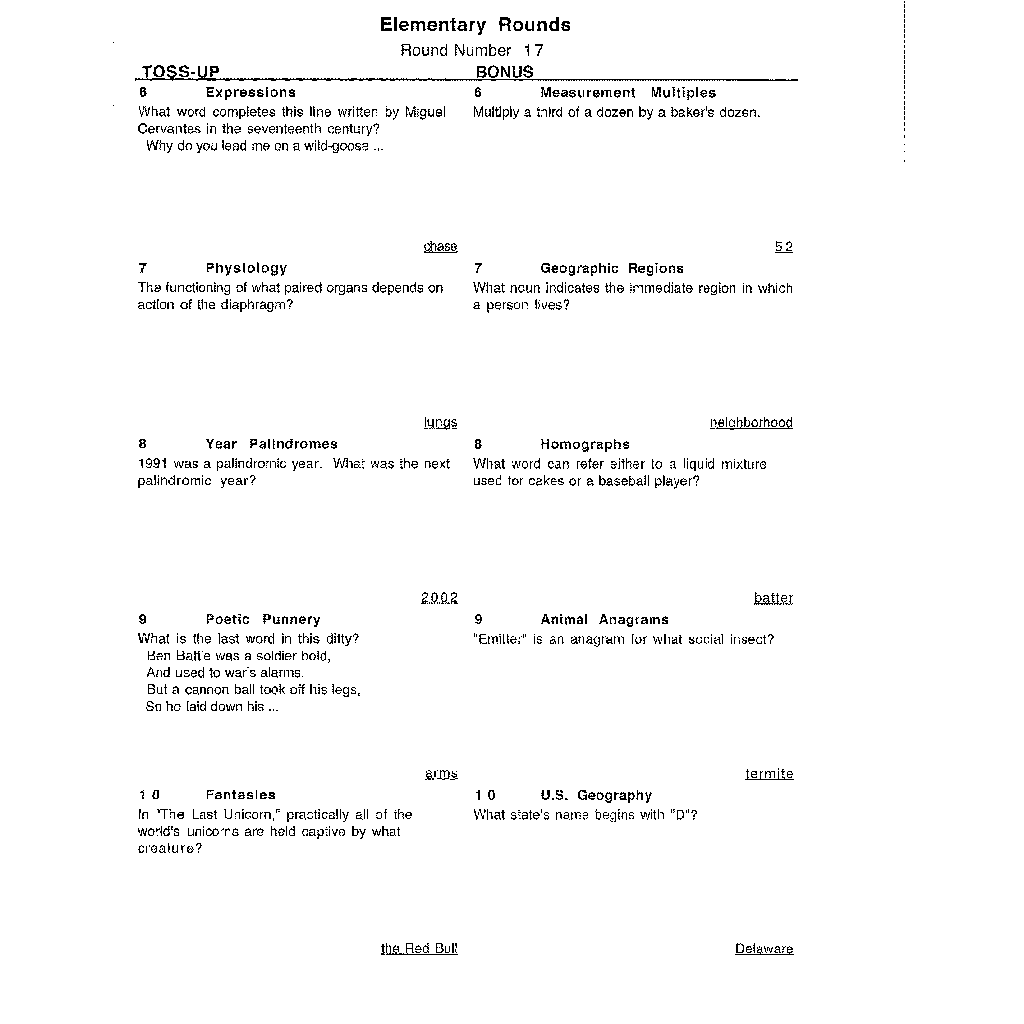 Elementary Rounds
Round Number 17
TOSS-UP
BONUS
6 Expressions
What word completes this line written by Miguel
Cervantes in the seventeenth century?
Why do you lead me on a wild-goose ...
chase
6 Measurement Multiples
Multiply a third of a dozen by a baker's dozen.
52
7 Physiology
The functioning of what paired organs depends on
action of the diaphragm?
lungs
7 Geographic Regions
What noun indicates the immediate region in which
a person lives?
neighborhood
8 Year Palindromes
1991 was a palindromic year. What was the next
palindromic year?
2002
8 Homographs
What word can refer either to a liquid mixture
used for cakes or a baseball player?
batter
9 Poetic Punnery
What is the last word in this ditty?
Ben Battle was a soldier bold,
And used to war's alarms.
But a cannon ball took off his legs,
So he laid down his ...
arms
9 Animal Anagrams
"Emitter" is an anagram for what social insect?
termite
10 Fantasies
In "The Last Unicorn," practically all of the
world's unicorns are held captive by what
creature?
the Red Bull
10 U.S. Geography
What state's name begins with "D"?
Delaware